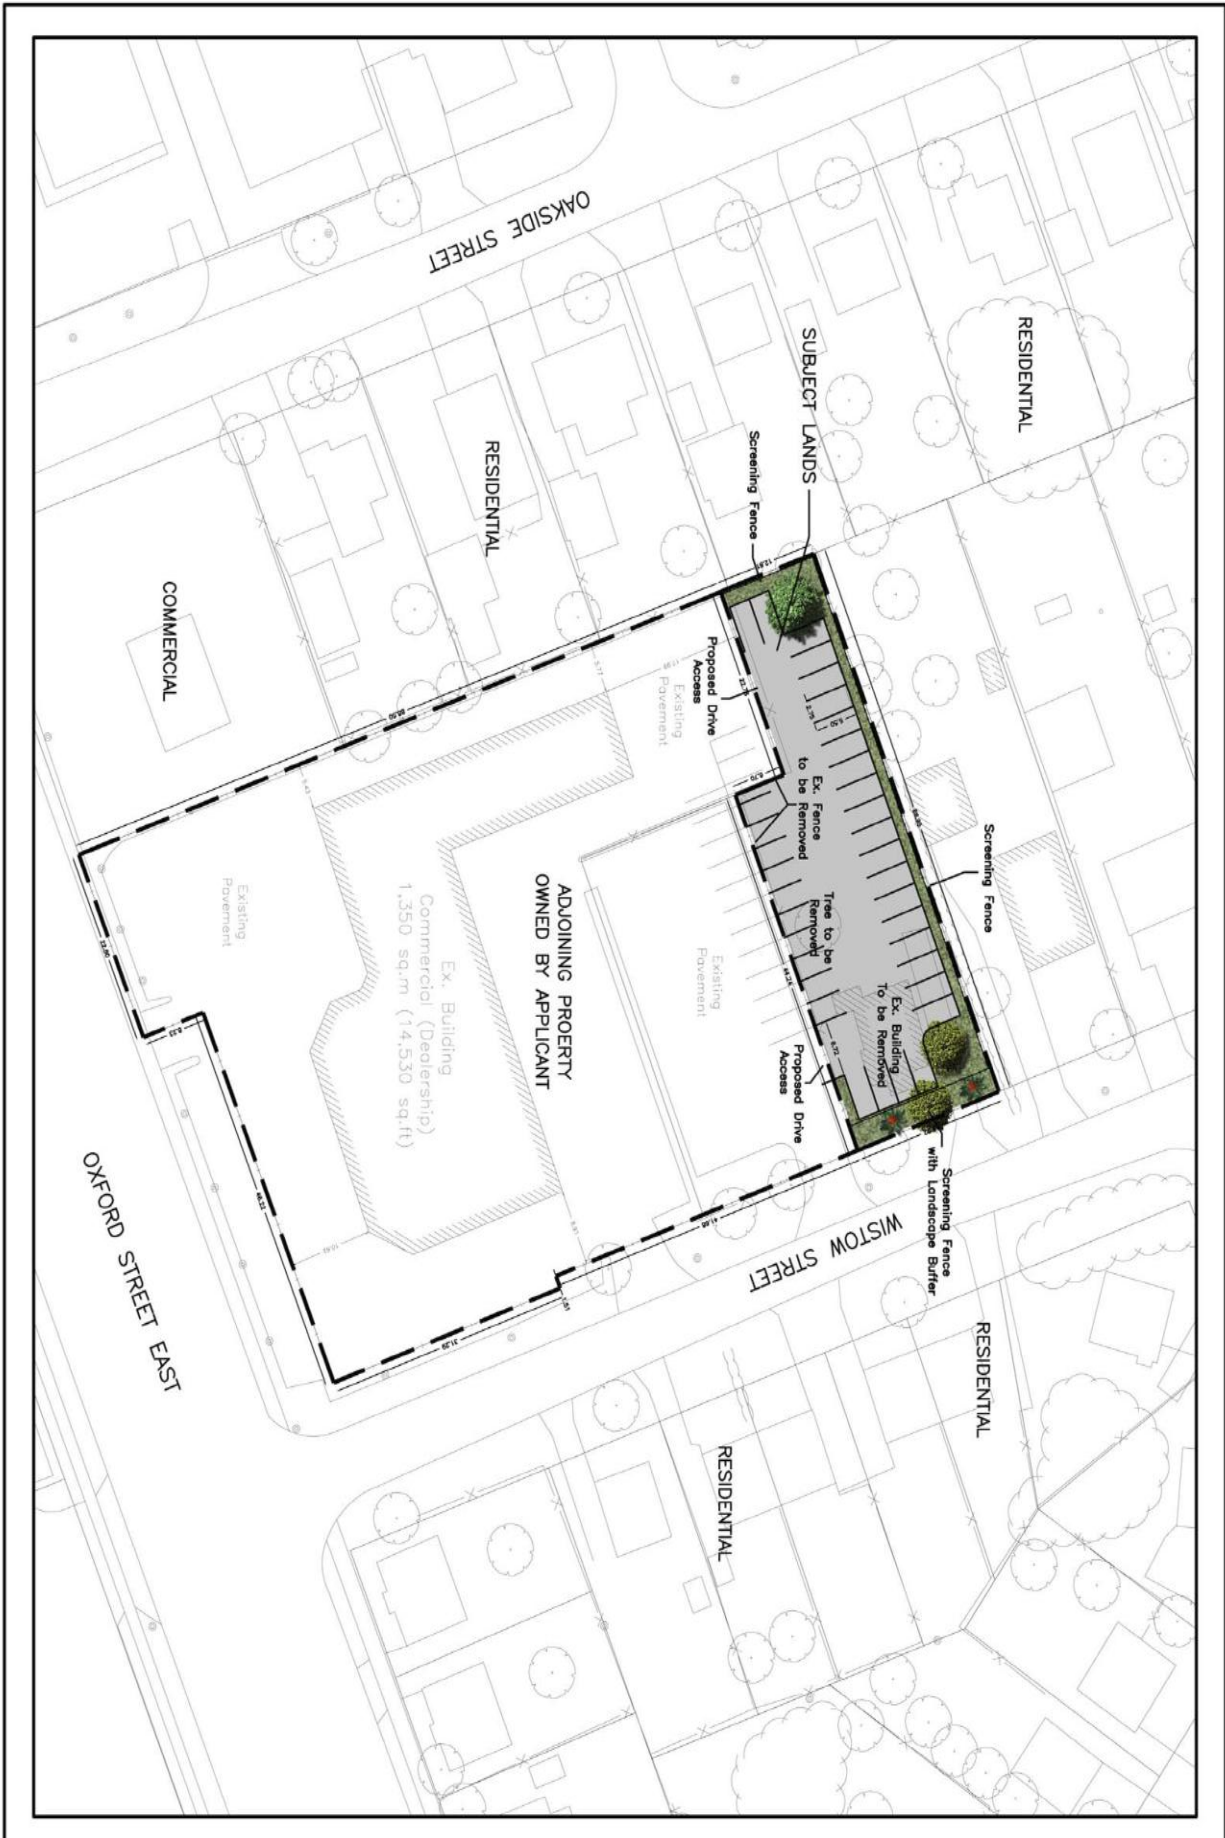 OAKSIDE STREET
RESIDENTIAL
SUBJECT LANDS
Screening Fence
RESIDENTIAL
COMMERCIAL
Proposed Drive
Access
Existing
Pavement
Ex. Fence
to be Removed
Screening Fence
Tree to be
Removed
Ex. Building
To be Removed
Existing
Pavement
Proposed Drive
Access
Screening Fence
with Landscape Buffer
ADJOINING PROERTY
OWNED BY APPLICANT
Ex. Building
Commercial (Dealership)
1,350 sq.m (14,530 sq.ft)
Existing
Pavement
WISTOW STREET
OXFORD STREET EAST
RESIDENTIAL
RESIDENTIAL